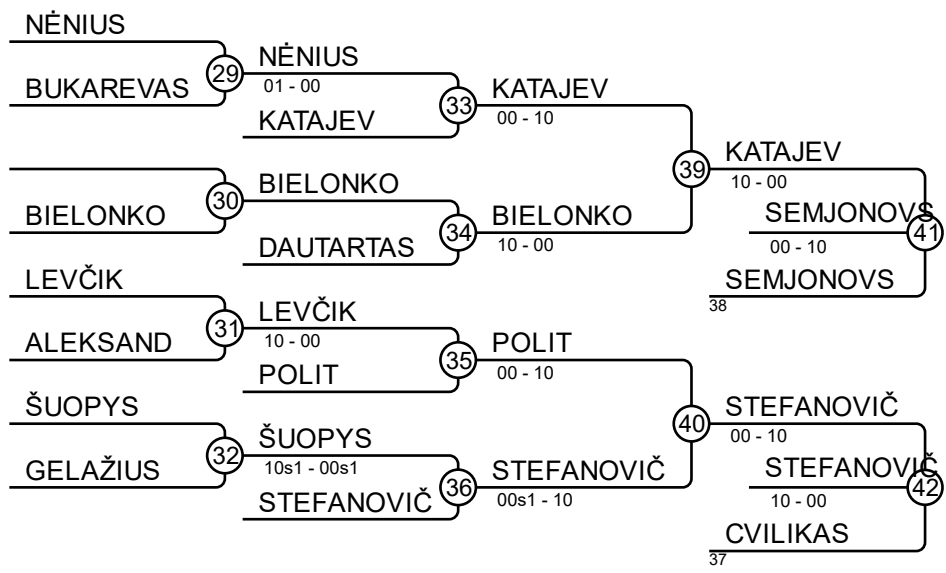 NĖNIUS
BUKAREVAS
29
NĖNIUS
01 - 00
KATAJEV
33
KATAJEV
00 - 10
BIELONKO
30
BIELONKO
DAUTARTAS
34
BIELONKO
10 - 00
39
KATAJEV
10 - 00
SEMJONOVS
00 - 10
41
SEMJONOVS
38
LEVČIK
ALEKSAND
31
LEVČIK
10 - 00
POLIT
35
POLIT
00 - 10
ŠUOPYS
GELAŽIUS
32
ŠUOPYS
10s1 - 00s1
STEFANOVIČ
36
STEFANOVIČ
00s1 - 10
40
STEFANOVIČ
00 - 10
STEFANOVIČ
10 - 00
42
CVILIKAS
37